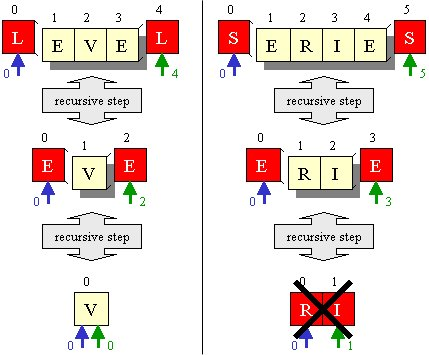 0 1 2 3 4
L E V E L
0 4
recursive step
0 1 2
E V E
0 2
recursive step
0
V
0 0
0 1 2 3 4 5
S E R I E S
0 5
recursive step
0 1 2 3
E R I E
0 3
recursive step
0 1
R I
0 1